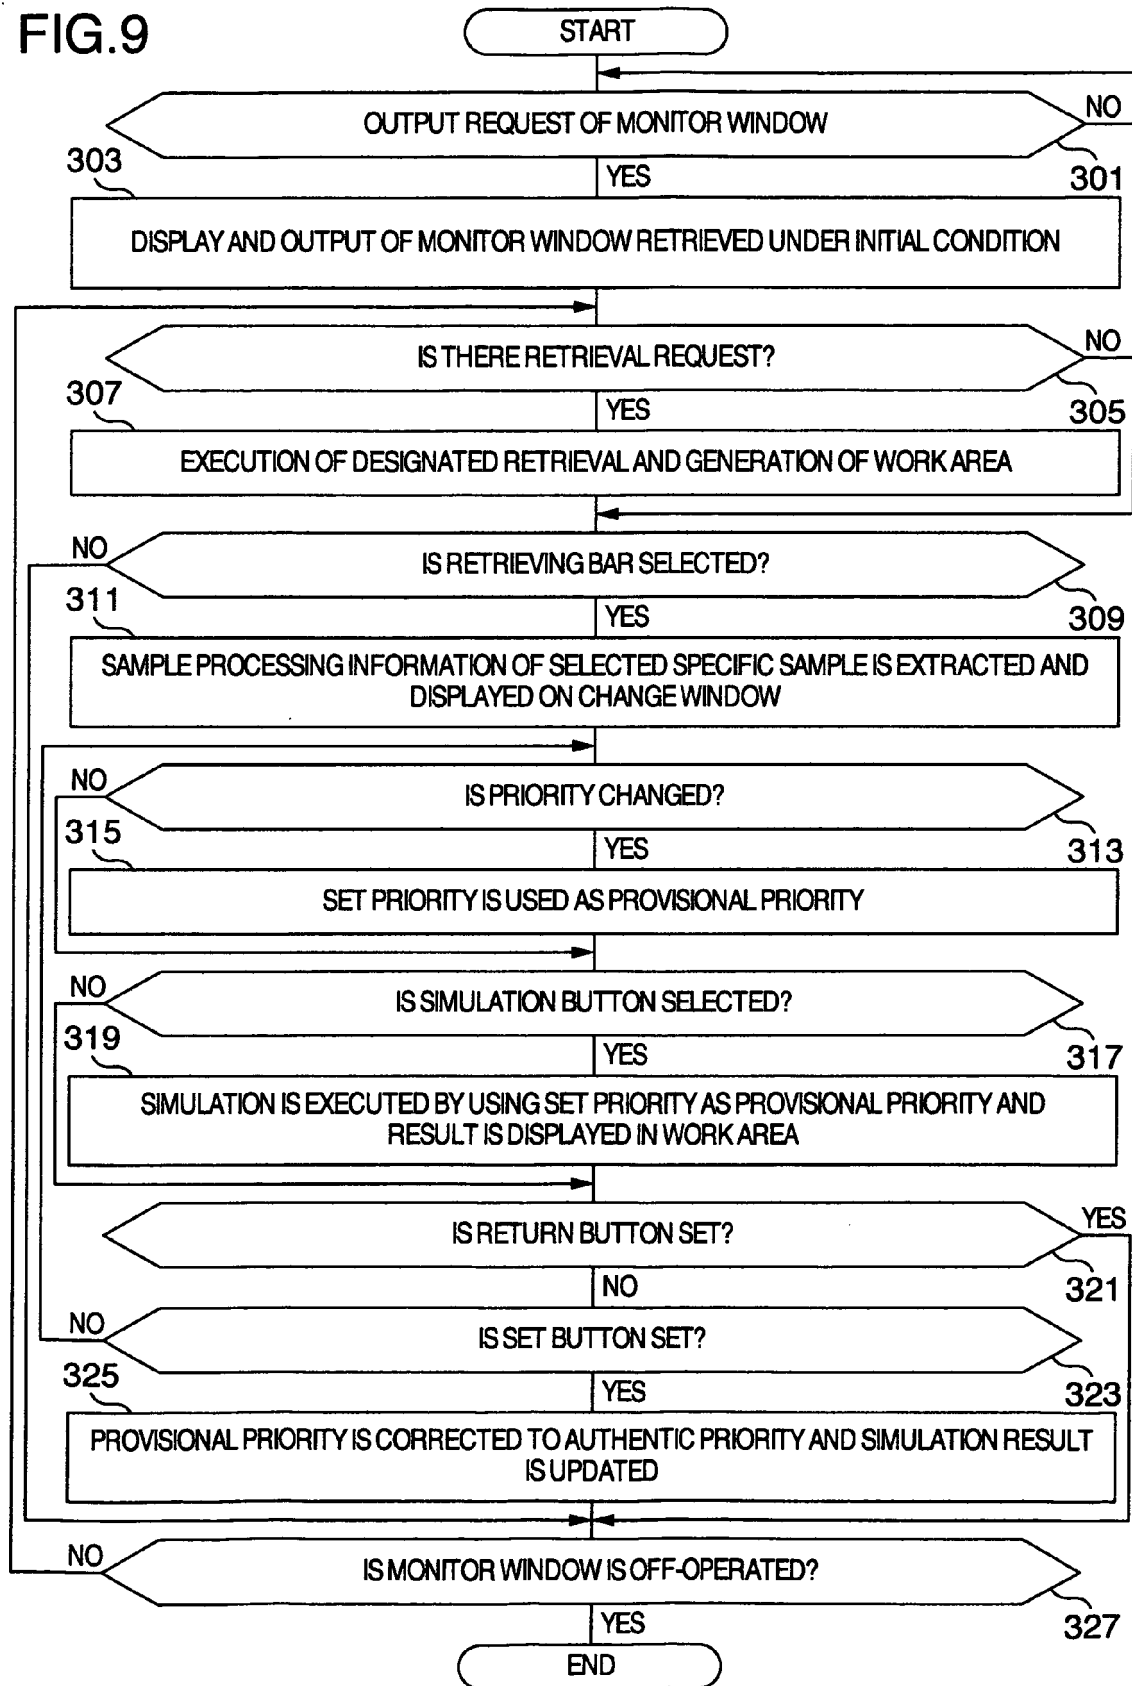 FIG.9
START
OUTPUT REQUEST OF MONITOR WINDOW
NO
301
YES
303
DISPLAY AND OUTPUT OF MONITOR WINDOW RETRIEVED UNDER INITIAL CONDITION
IS THERE RETRIEVAL REQUEST?
NO
305
YES
307
EXECUTION OF DESIGNATED RETRIEVAL AND GENERATION OF WORK AREA
NO
IS RETRIEVING BAR SELECTED?
309
YES
311
SAMPLE PROCESSING INFORMATION OF SELECTED SPECIFIC SAMPLE IS EXTRACTED AND
DISPLAYED ON CHANGE WINDOW
NO
IS PRIORITY CHANGED?
313
YES
315
SET PRIORITY IS USED AS PROVISIONAL PRIORITY
NO
IS SIMULATION BUTTON SELECTED?
317
YES
319
SIMULATION IS EXECUTED BY USING SET PRIORITY AS PROVISIONAL PRIORITY AND
RESULT IS DISPLAYED IN WORK AREA
IS RETURN BUTTON SET?
YES
321
NO
NO
IS SET BUTTON SET?
323
YES
325
PROVISIONAL PRIORITY IS CORRECTED TO AUTHENTIC PRIORITY AND SIMULATION RESULT
IS UPDATED
NO
IS MONITOR WINDOW IS OFF-OPERATED?
327
YES
END